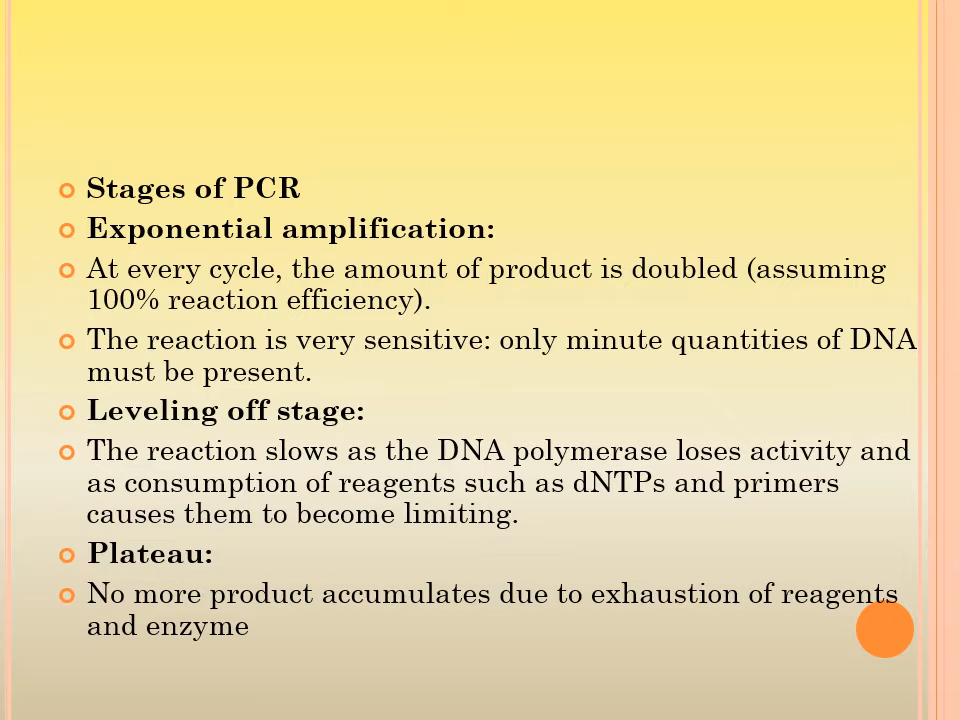 Stages of PCR
Exponential amplification:
At every cycle, the amount of product is doubled (assuming
100% reaction efficiency).
The reaction is very sensitive: only minute quantities of DNA
must be present.
Leveling off stage:
The reaction slows as the DNA polymerase loses activity and
as consumption of reagents such as dNTPs and primers
causes them to become limiting.
Plateau:
No more product accumulates due to exhaustion of reagents
and enzyme